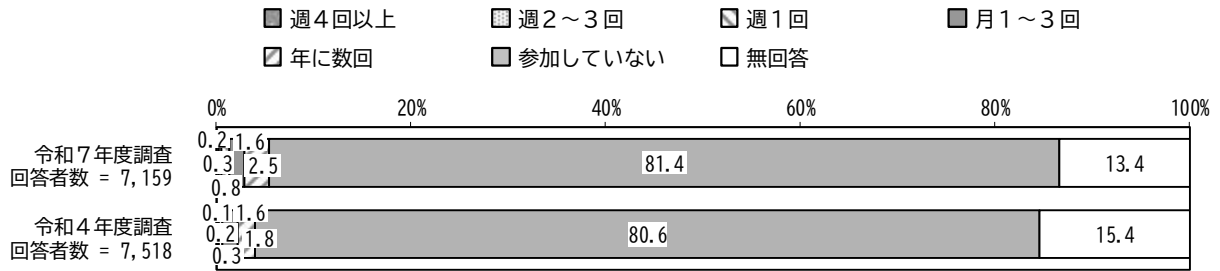 週４回以上 週２～３回 週１回 月１～３回
年に数回 参加していない 無回答
0% 20% 40% 60% 80% 100%
令和７年度調査
回答者数 = 7,159
0.2 1.6
0.3 2.5 81.4 13.4
0.8
令和４年度調査
回答者数 = 7,518
0.1 1.6
0.2 1.8 80.6 15.4
0.3